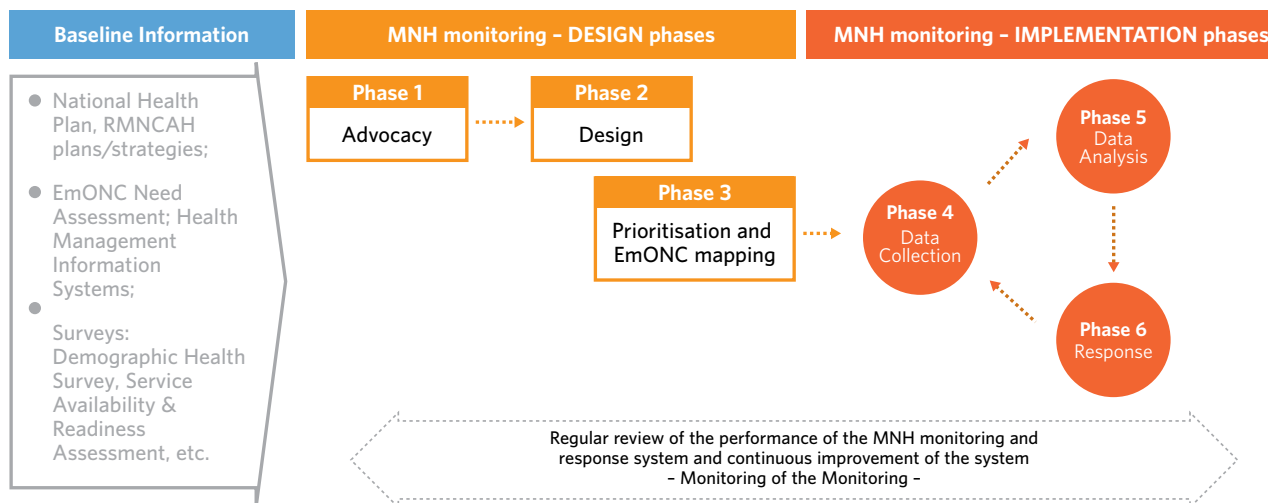 Baseline Information
National Health
Plan, RMNCAH
plans/strategies;
EmONC Need
Assessment; Health
Management
Information
Systems;
Surveys:
Demographic Health
Survey, Service
Availability &
Readiness
Assessment, etc.
MNH monitoring – DESIGN phases
Phase 1
Advocacy
Phase 2
Design
Phase 3
Prioritisation and
EmONC mapping
MNH monitoring – IMPLEMENTATION phases
Phase 4
Data
Collection
Phase 5
Data
Analysis
Phase 6
Response
Regular review of the performance of the MNH monitoring and
response system and continuous improvement of the system
– Monitoring of the Monitoring –